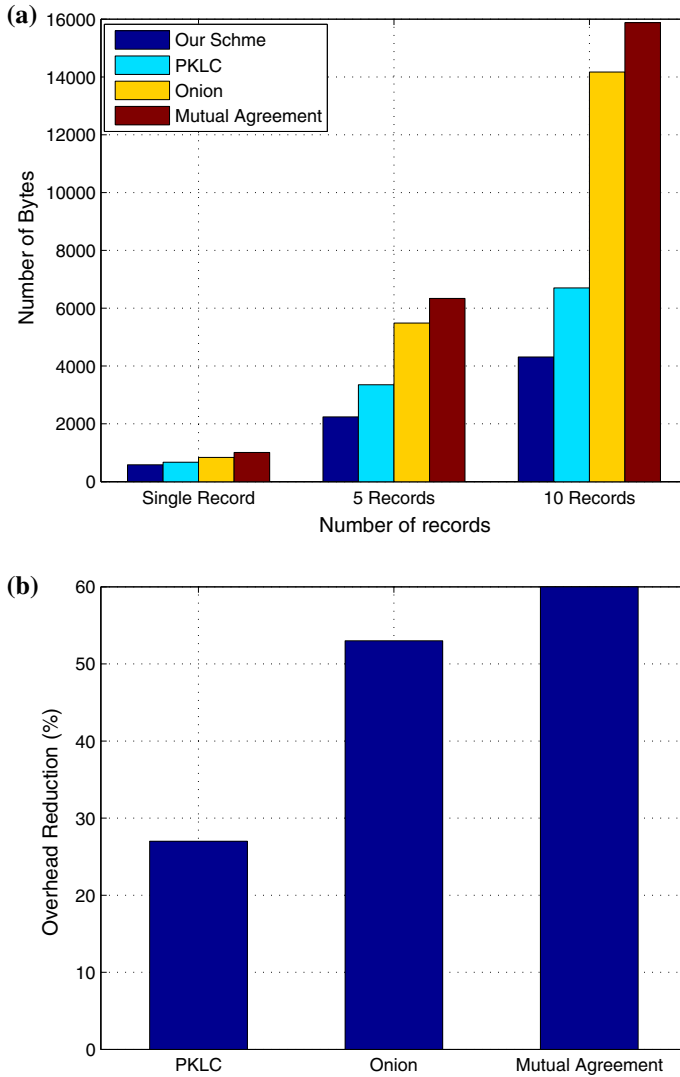 (a)
16000
14000
12000
10000
8000
6000
4000
2000
0
Number of Bytes
Our Schme
PKLC
Onion
Mutual Agreement
Single Record
5 Records
10 Records
Number of records
(b)
60
50
40
30
20
10
0
Overhead Reduction (%)
PKLC
Onion
Mutual Agreement